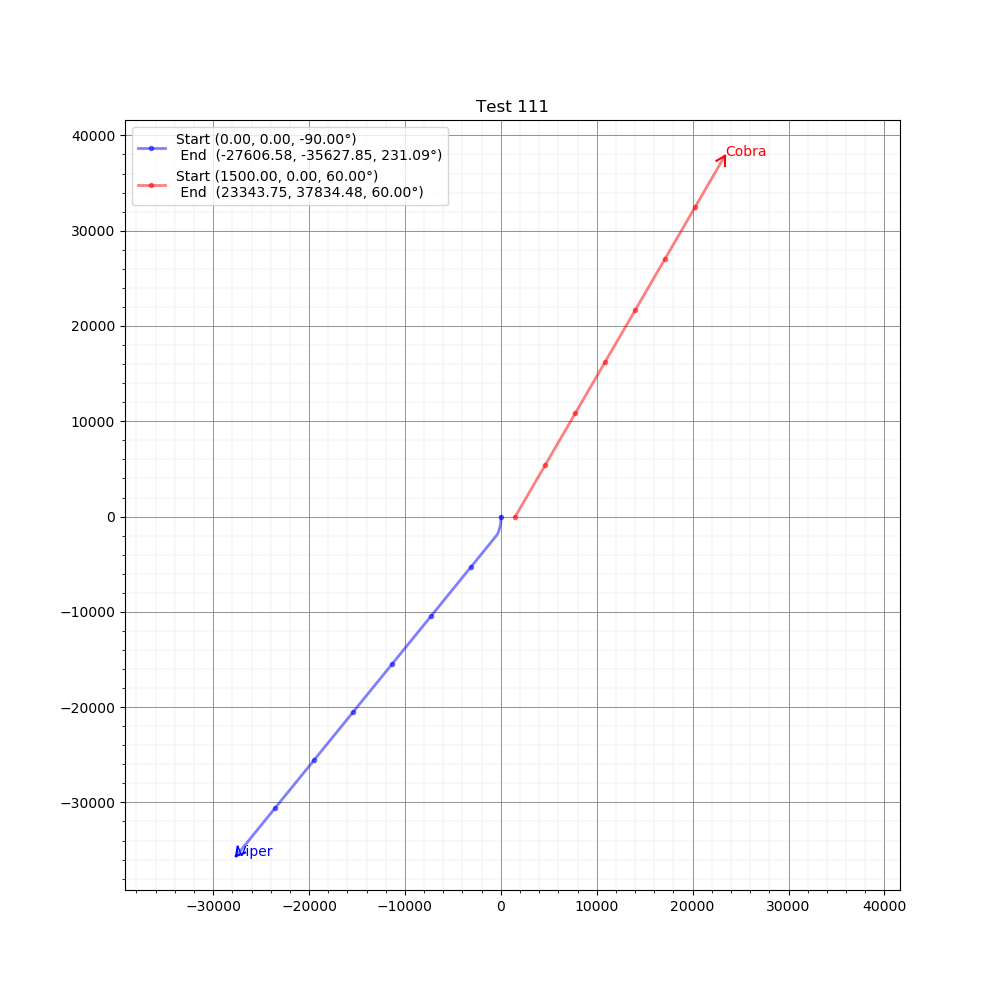 Test 111
Start (0.00, 0.00, -90.00°)
End (-27606.58, -35627.85, 231.09°)
Start (1500.00, 0.00, 60.00°)
End (23343.75, 37834.48, 60.00°)
Cobra
Viper
40000
30000
20000
10000
0
−10000
−20000
−30000
−30000 −20000 −10000 0 10000 20000 30000 40000